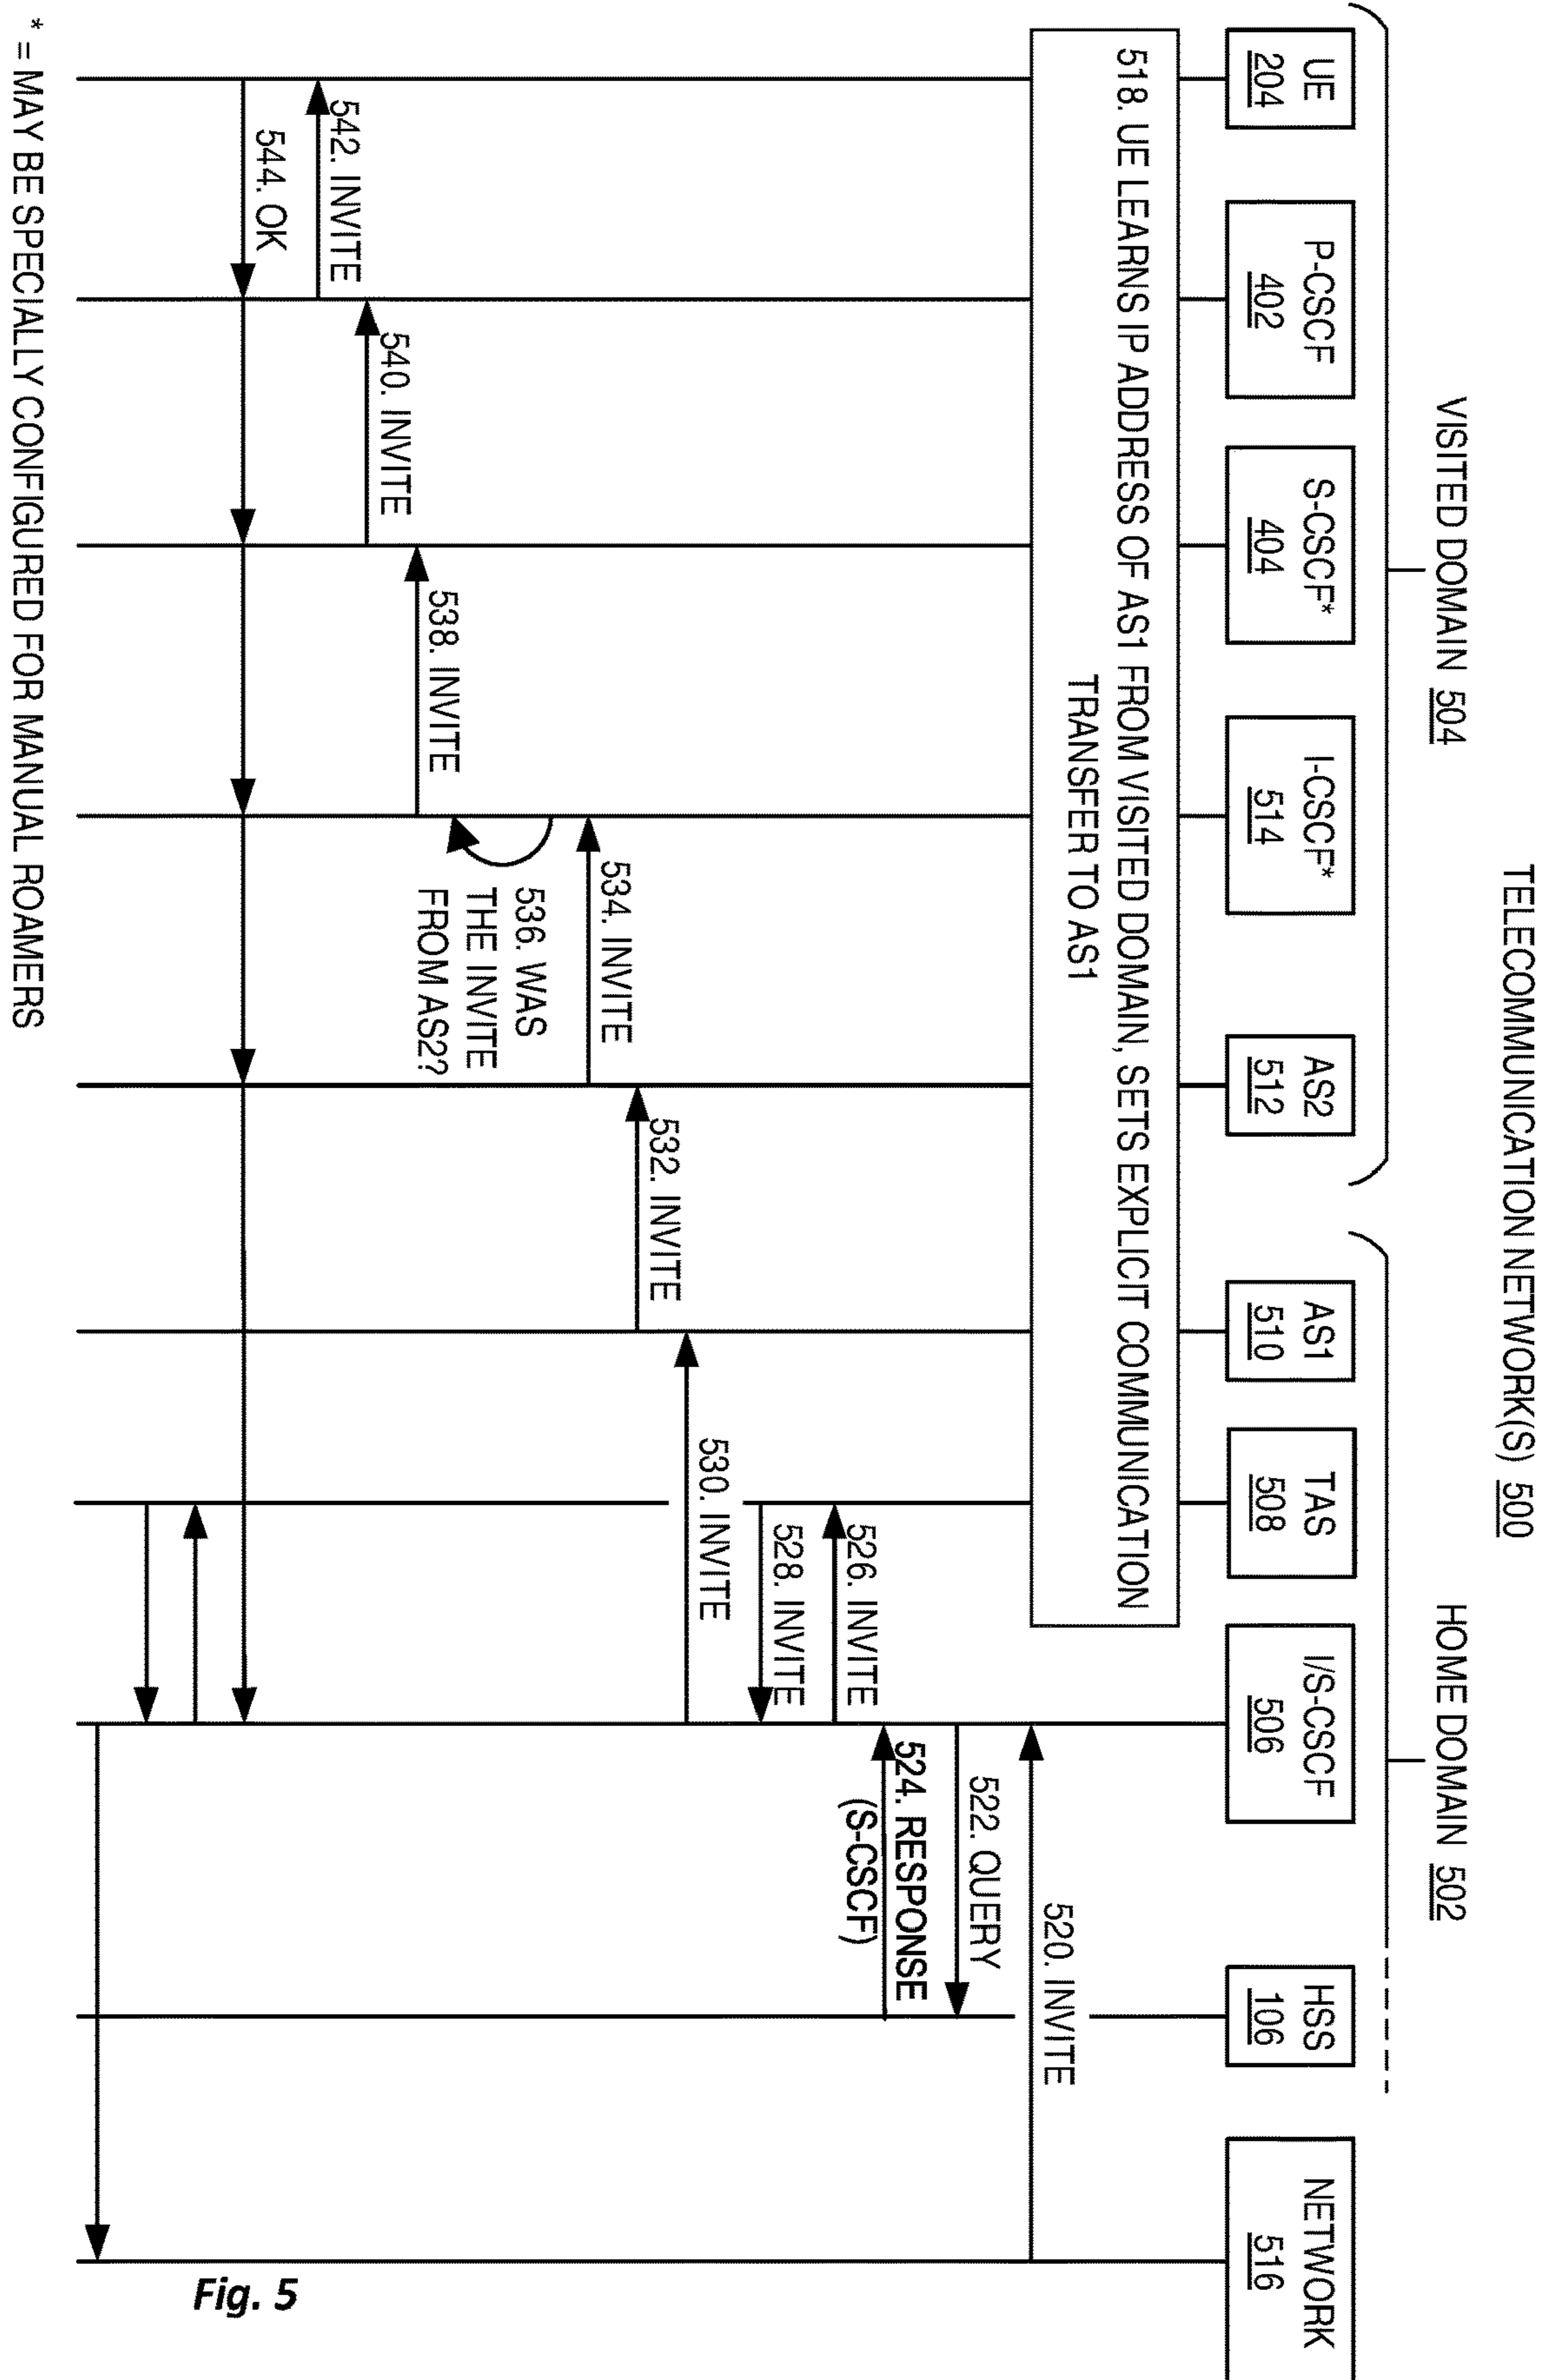 TELECOMMUNICATION NETWORK(S) 500
VISITED DOMAIN 504
HOME DOMAIN 502
UE
204
P-CSCF
402
S-CSCF*
404
I-CSCF*
514
AS2
512
AS1
510
TAS
508
I/S-CSCF
506
HSS
106
NETWORK
516
518. UE LEARNS IP ADDRESS OF AS1 FROM VISITED DOMAIN, SETS EXPLICIT COMMUNICATION
TRANSFER TO AS1
520. INVITE
522. QUERY
524. RESPONSE
(S-CSCF)
526. INVITE
528. INVITE
530. INVITE
532. INVITE
534. INVITE
536. WAS
THE INVITE
FROM AS2?
538. INVITE
540. INVITE
542. INVITE
544. OK
* = MAY BE SPECIALLY CONFIGURED FOR MANUAL ROAMERS
Fig. 5